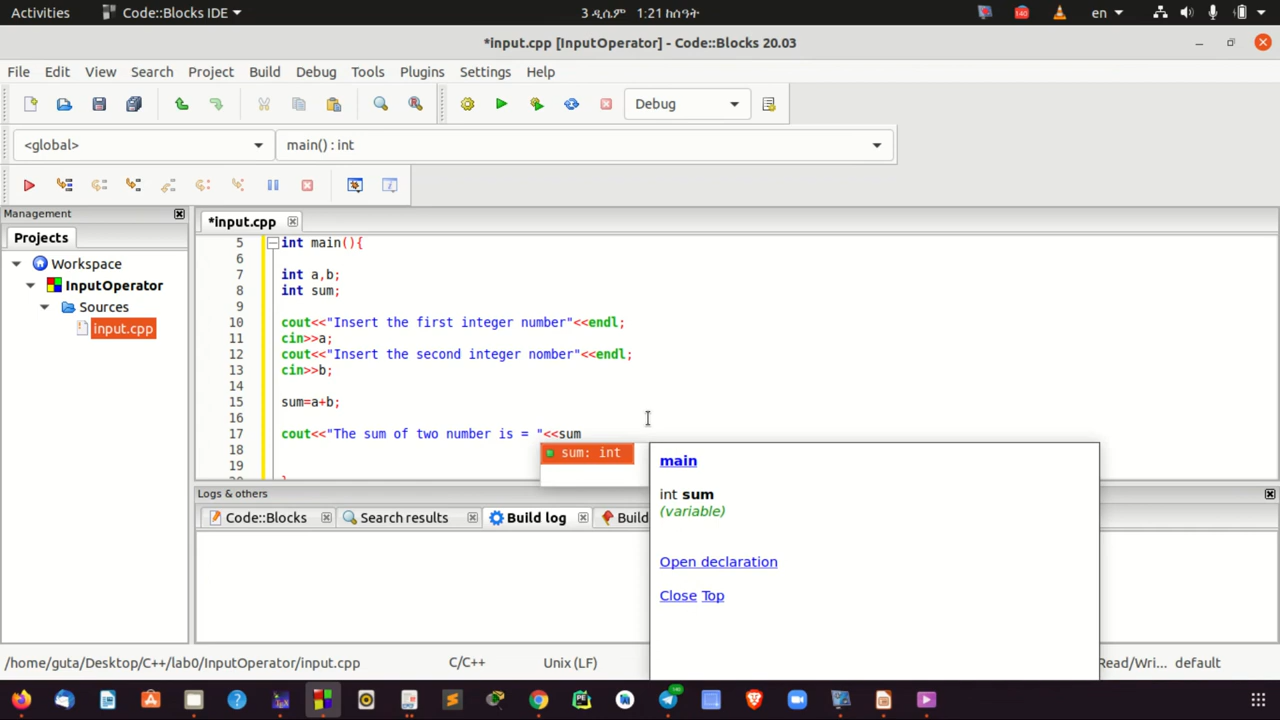 Activities Code::Blocks IDE 3 ዲሴም 1:21 ከሰዓት 140 en
*input.cpp [InputOperator] - Code::Blocks 20.03
File Edit View Search Project Build Debug Tools Plugins Settings Help
Debug
<global> main() : int
Management
*input.cpp
Projects
Workspace
InputOperator
Sources
input.cpp
5 int main(){
6
7 int a,b;
8 int sum;
9
10 cout<<"Insert the first integer number"<<endl;
11 cin>>a;
12 cout<<"Insert the second integer nomber"<<endl;
13 cin>>b;
14
15 sum=a+b;
16
17 cout<<"The sum of two number is = "<<sum
18
19
sum: int
main
int sum
(variable)
Open declaration
Close Top
Logs & others
Code::Blocks Search results Build log Build
/home/guta/Desktop/C++/lab0/InputOperator/input.cpp C/C++ Unix (LF) Read/Wri... default